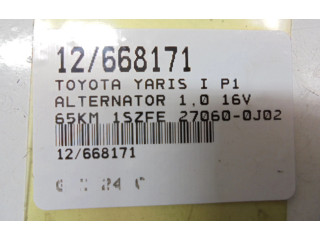 12/668171
TOYOTA YARIS I P1
ALTERNATOR 1,0 16V
65KM 1SZFE 27060-0J02
12/668171